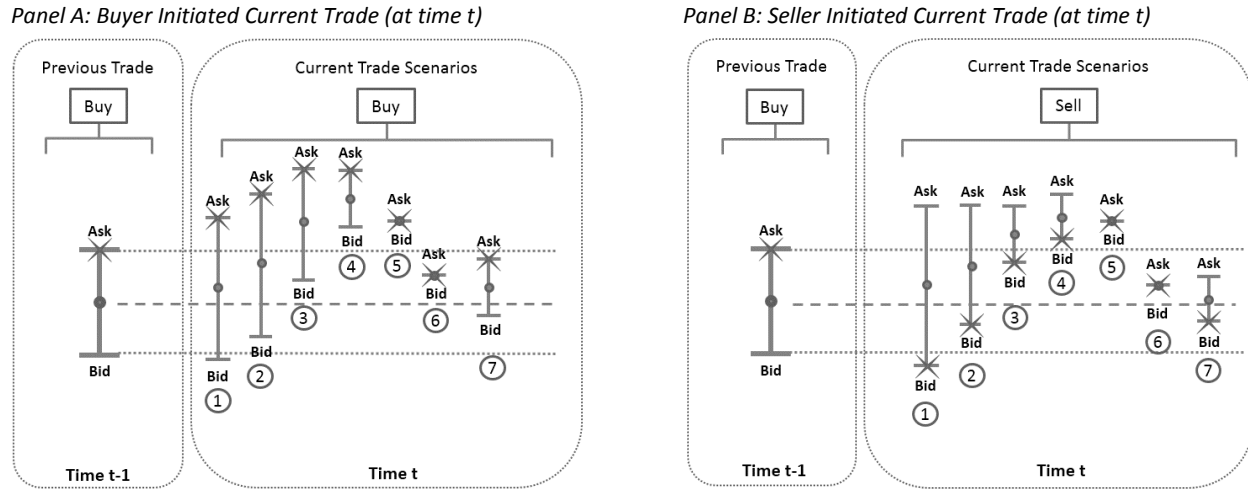 Panel A: Buyer Initiated Current Trade (at time t)
Previous Trade
Current Trade Scenarios
Buy
Buy
Ask
Ask
Ask
Ask
Ask
Ask
Ask
Ask
Bid
Bid
Bid
Bid
Bid
Bid
Bid
Bid
1
2
3
4
5
6
7
Time t-1
Time t
Panel B: Seller Initiated Current Trade (at time t)
Previous Trade
Current Trade Scenarios
Buy
Sell
Ask
Ask
Ask
Ask
Ask
Ask
Ask
Ask
Bid
Bid
Bid
Bid
Bid
Bid
Bid
Bid
1
2
3
4
5
6
7
Time t-1
Time t